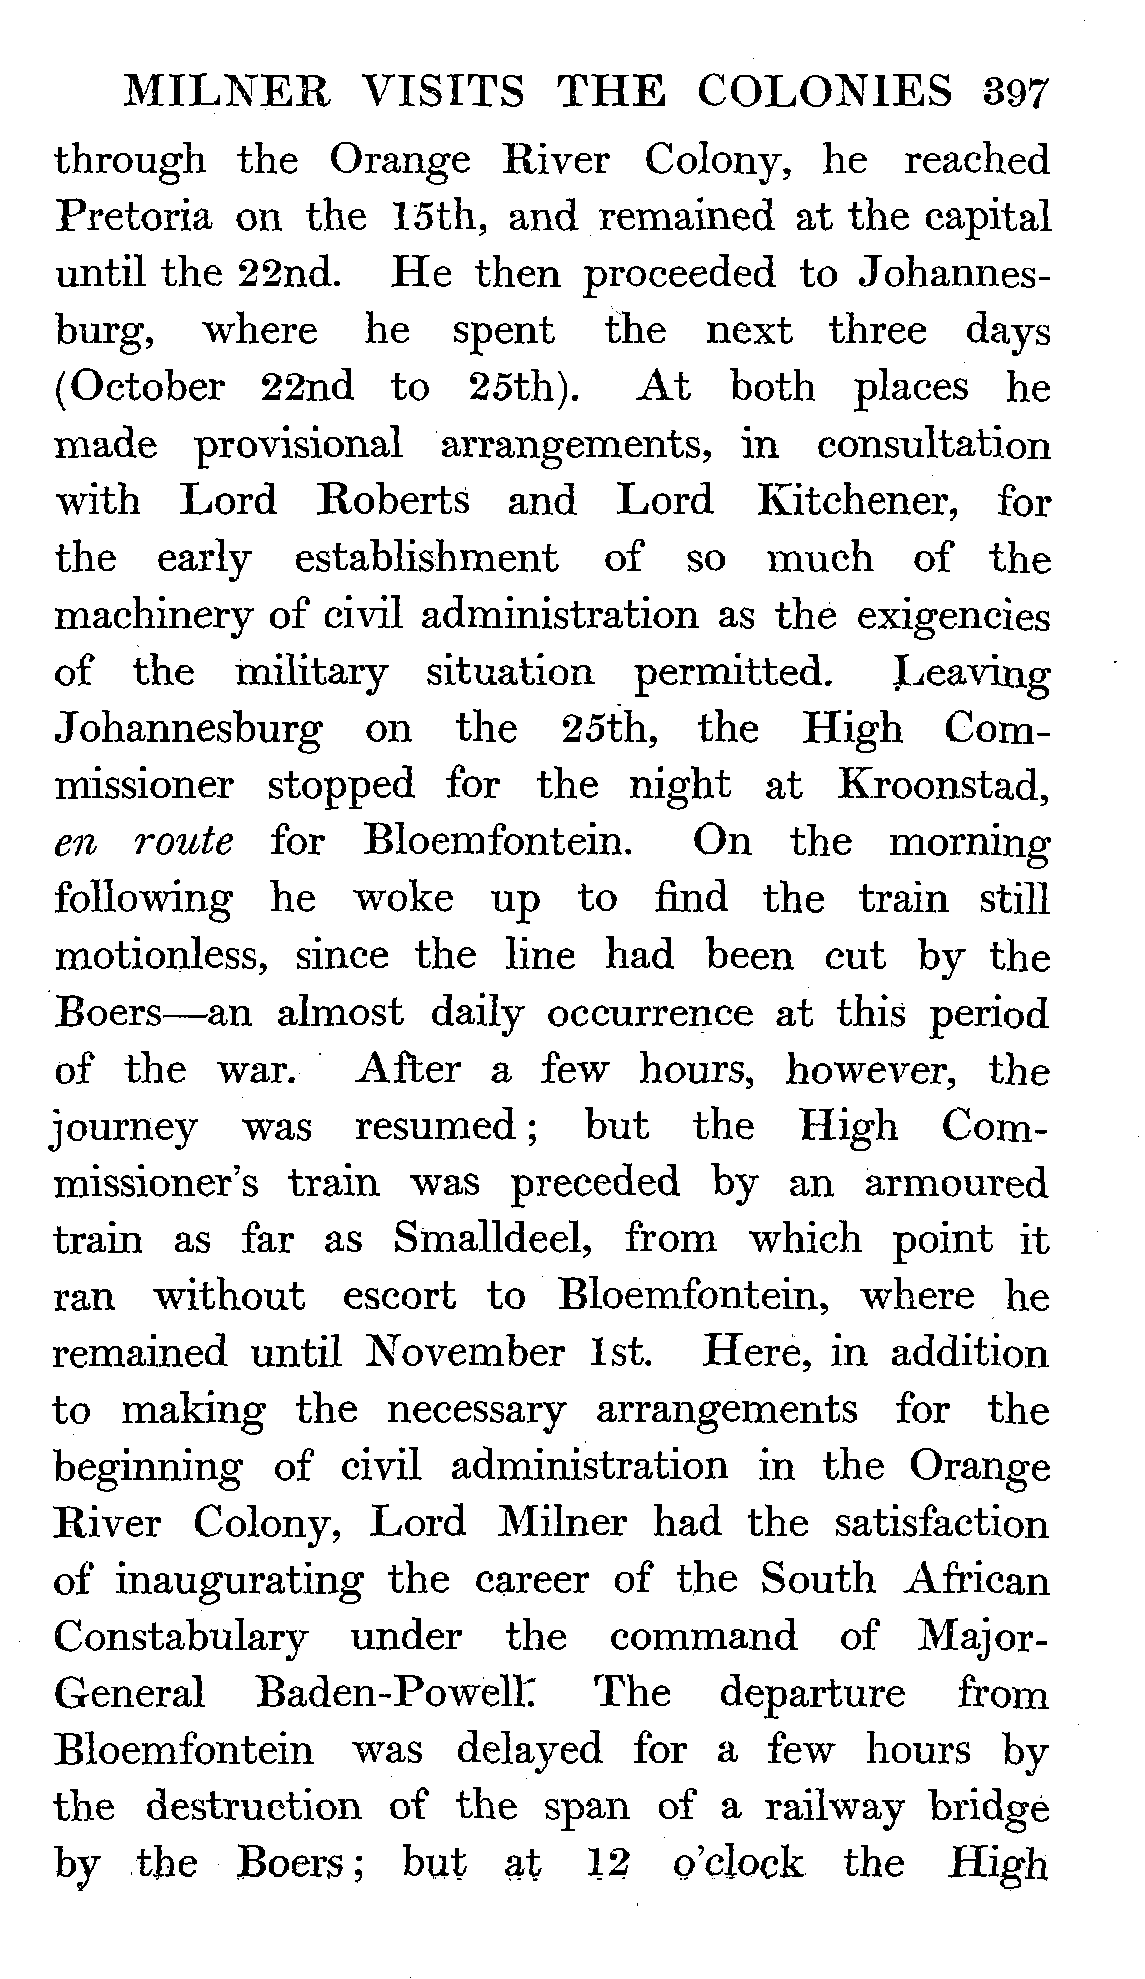 MILNER VISITS THE COLONIES 397
through the Orange River Colony, he reached
Pretoria on the 15th, and remained at the capital
until the 22nd. He then proceeded to Johannes-
burg, where he spent the next three days
(October 22nd to 25th). At both places he
made provisional arrangements, in consultation
with Lord Roberts and Lord Kitchener, for
the early establishment of so much of the
machinery of civil administration as the exigencies
of the military situation permitted. Leaving
Johannesburg on the 25th, the High Com-
missioner stopped for the night at Kroonstad,
en route for Bloemfontein. On the morning
following he woke up to find the train still
motionless, since the line had been cut by the
Boers—an almost daily occurrence at this period
of the war. After a few hours, however, the
journey was resumed; but the High Com-
missioner's train was preceded by an armoured
train as far as Smalldeel, from which point it
ran without escort to Bloemfontein, where he
remained until November 1st. Here, in addition
to making the necessary arrangements for the
beginning of civil administration in the Orange
River Colony, Lord Milner had the satisfaction
of inaugurating the career of the South African
Constabulary under the command of Major-
General Baden-Powell. The departure from
Bloemfontein was delayed for a few hours by
the destruction of the span of a railway bridge
by the Boers; but at 12 o'clock the High